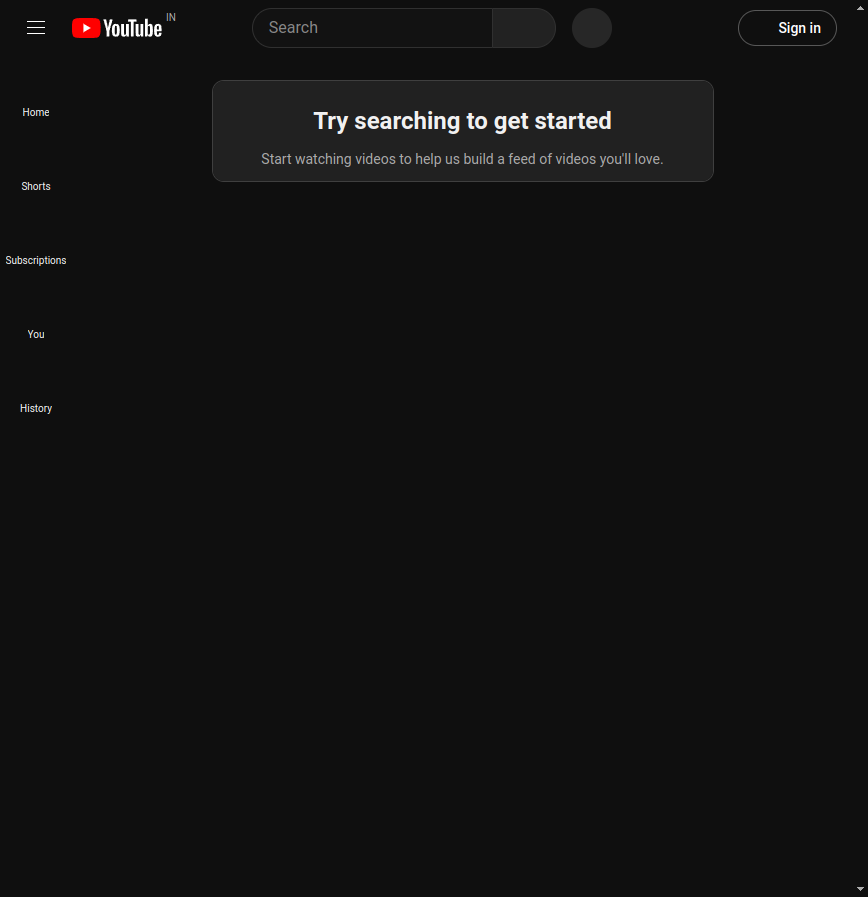 YouTube IN
Search
Sign in
Home
Shorts
Subscriptions
You
History
Try searching to get started
Start watching videos to help us build a feed of videos you'll love.